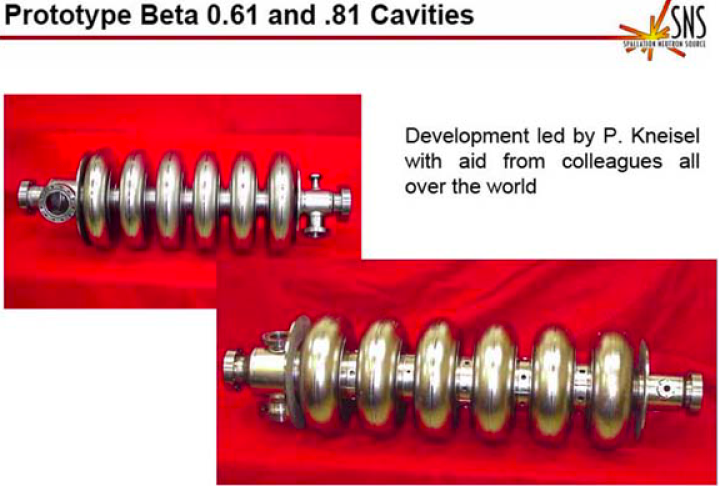 Prototype Beta 0.61 and .81 Cavities
SNS
SPALLATION NEUTRON SOURCE
Development led by P. Kneisel
with aid from colleagues all
over the world